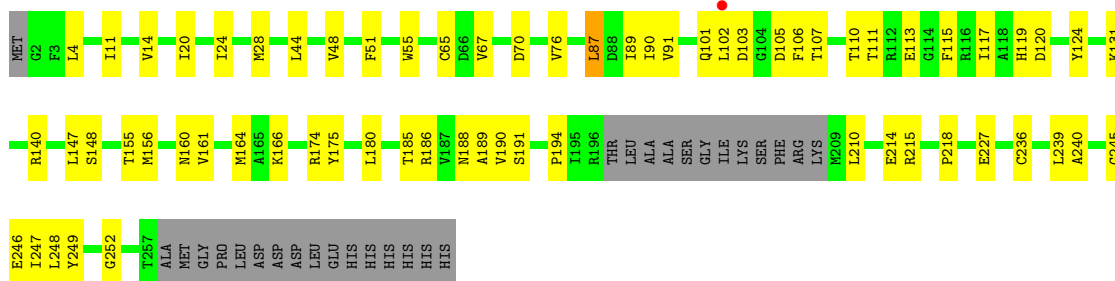 MET G2 F3 L4 I11 V14 I20 I24 M28 L44 V48 F51 W55 C65 D66 V67 D70 V76 L87 D88 I89 I90 V91 Q101 L102 D103 G104 D105 F106 T107 T110 T111 R112 E113 G114 F115 R116 I117 A118 H119 D120 Y124
R140 L147 S148 T155 M156 N160 V161 M164 A165 K166 R174 Y175 L180 T185 R186 V187 N188 A189 V190 S191 P194 I195 R196 THR LEU ALA ALA SER GLY ILE LYS SER PHE ARG LYS M209 L210 E214 R215 P218 E227 C236 L239 A240
E246 I247 L248 Y249 G252 T257 ALA MET GLY PRO LEU ASP ASP LEU GLU HIS HIS HIS HIS HIS HIS